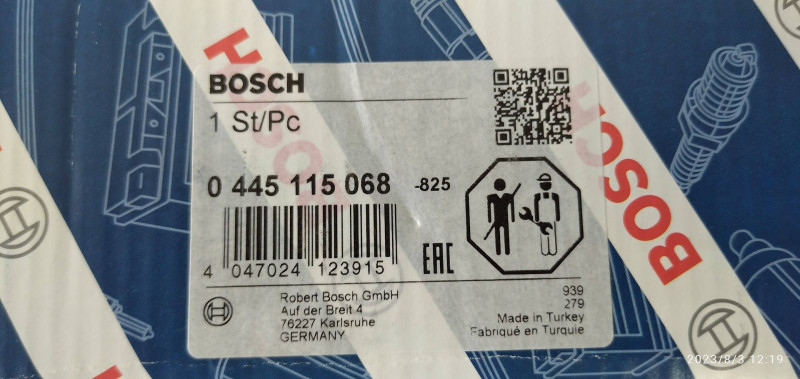 BOSCH
BOSCH
BOSCH
BOSCH
1 St/Pc
0 445 115 068 -825
4 047024 123915
EAC
Robert Bosch GmbH
Auf der Breit 4
76227 Karlsruhe
GERMANY
939
279
Made in Turkey
Fabriqué en Turquie
2023/8/3 12:19